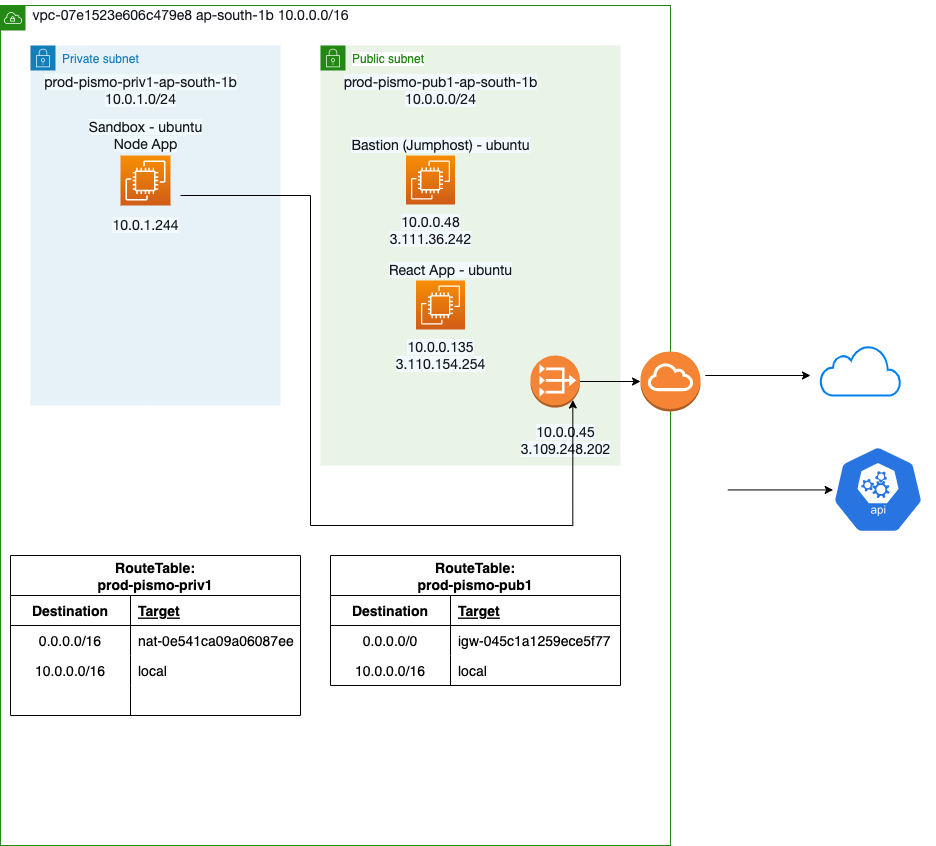 vpc-07e1523e606c479e8 ap-south-1b 10.0.0.0/16
Private subnet
prod-pismo-priv1-ap-south-1b
10.0.1.0/24
Sandbox - ubuntu
Node App
10.0.1.244
Public subnet
prod-pismo-pub1-ap-south-1b
10.0.0.0/24
Bastion (Jumphost) - ubuntu
10.0.0.48
3.111.36.242
React App - ubuntu
10.0.0.135
3.110.154.254
10.0.0.45
3.109.248.202
api
RouteTable:
prod-pismo-priv1
Destination Target
0.0.0.0/16 nat-0e541ca09a06087ee
10.0.0.0/16 local
RouteTable:
prod-pismo-pub1
Destination Target
0.0.0.0/0 igw-045c1a1259ece5f77
10.0.0.0/16 local